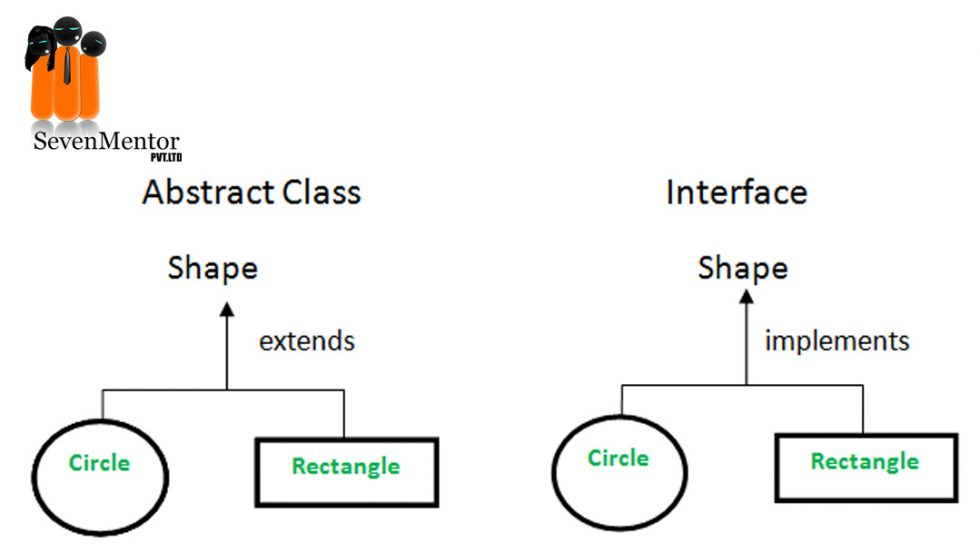 SevenMentor
PVT.LTD
Abstract Class
Interface
Shape
Shape
extends
implements
Circle
Rectangle
Circle
Rectangle